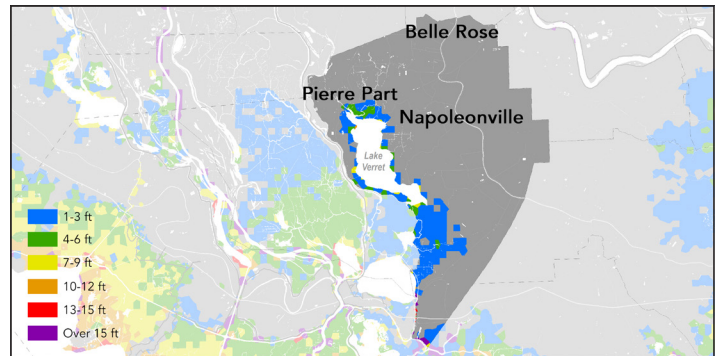 Belle Rose
Pierre Part
Napoleonville
Lake
Verret
1-3 ft
4-6 ft
7-9 ft
10-12 ft
13-15 ft
Over 15 ft